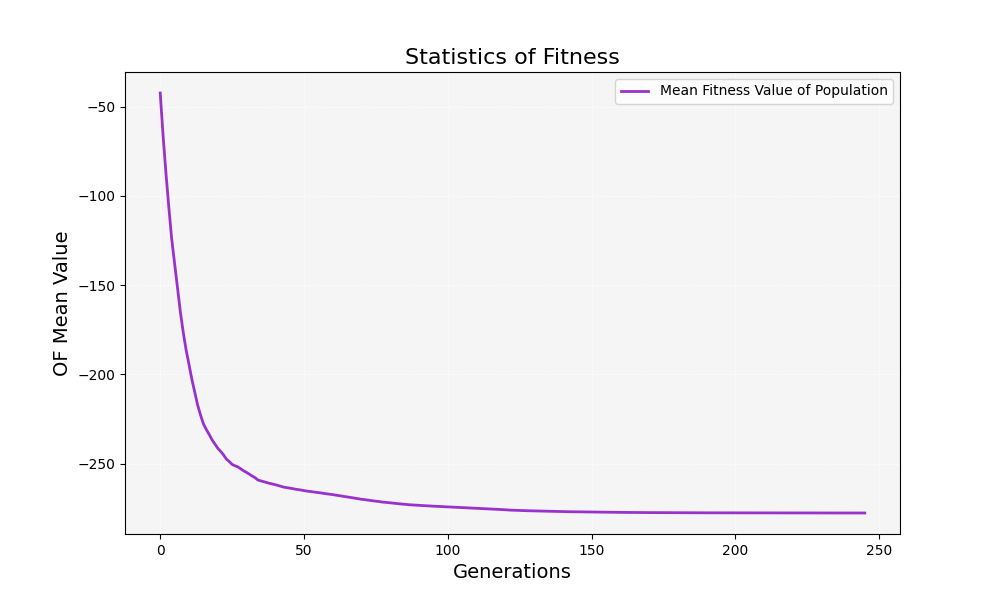 Statistics of Fitness
Mean Fitness Value of Population
OF Mean Value
−50
−100
−150
−200
−250
0
50
100
150
200
250
Generations